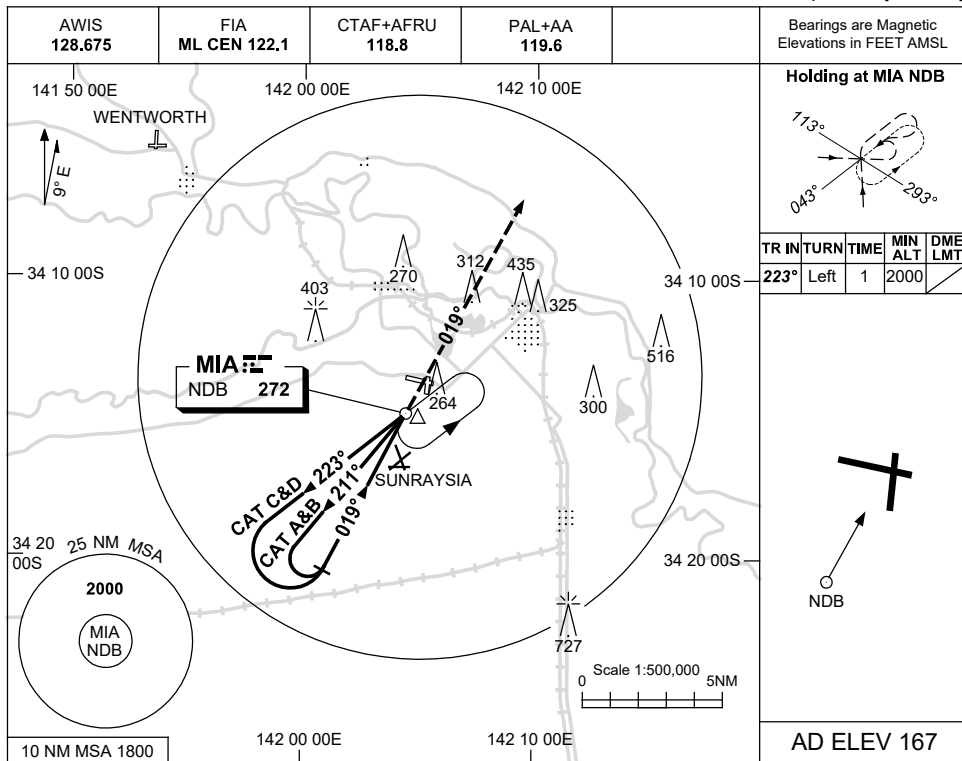 AWIS
128.675
FIA
ML CEN 122.1
CTAF+AFRU
118.8
PAL+AA
119.6
Bearings are Magnetic
Elevations in FEET AMSL
141 50 00E
142 00 00E
142 10 00E
WENTWORTH
9° E
Holding at MIA NDB
113°
043°
293°
TR IN TURN TIME MIN ALT DME LMT
223° Left 1 2000
34 10 00S
34 10 00S
270
312
435
403
325
516
019°
MIA
NDB 272
264
300
SUNRAYSIA
CAT C&D 223°
CAT A&B 211°
019°
34 20
00S
25 NM MSA
2000
MIA
NDB
34 20 00S
727
NDB
Scale 1:500,000
0 5NM
10 NM MSA 1800
142 00 00E
142 10 00E
AD ELEV 167